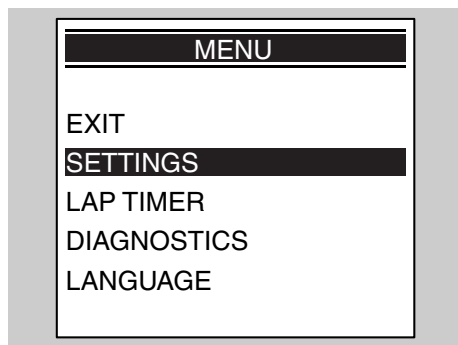 MENU
EXIT
SETTINGS
LAP TIMER
DIAGNOSTICS
LANGUAGE